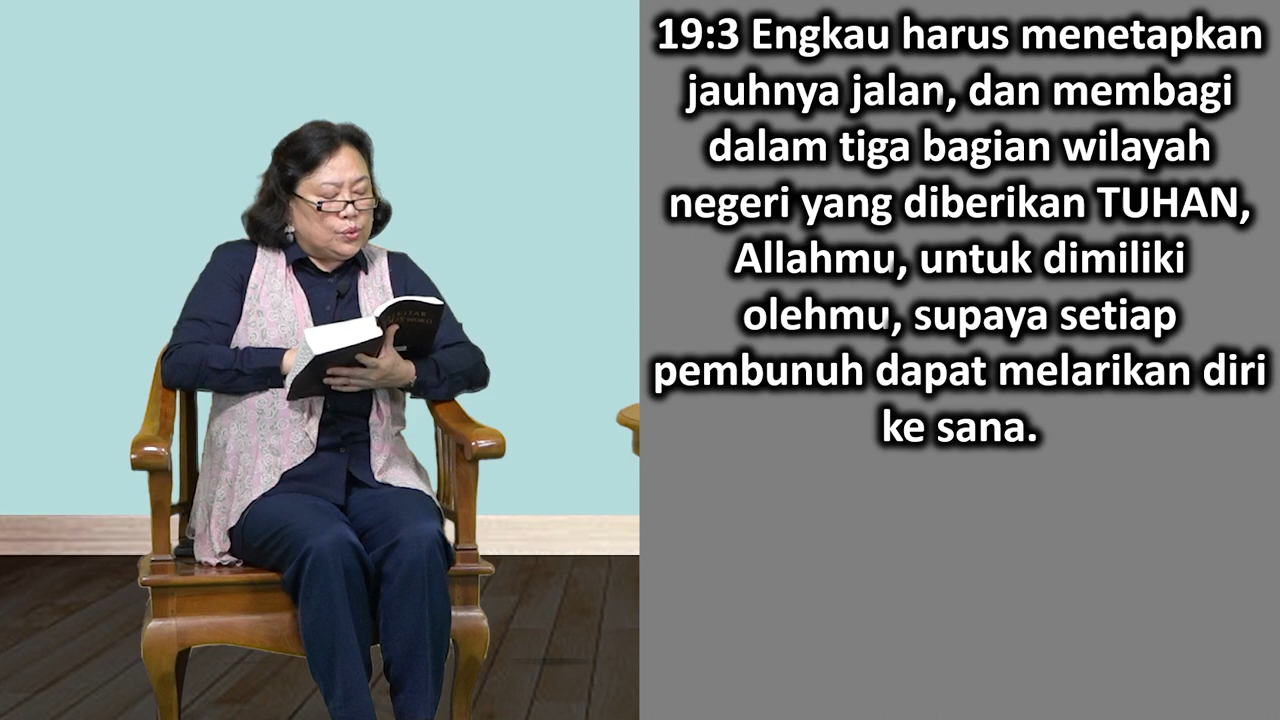 19:3 Engkau harus menetapkan
jauhnya jalan, dan membagi
dalam tiga bagian wilayah
negeri yang diberikan TUHAN,
Allahmu, untuk dimiliki
olehmu, supaya setiap
pembunuh dapat melarikan diri
ke sana.